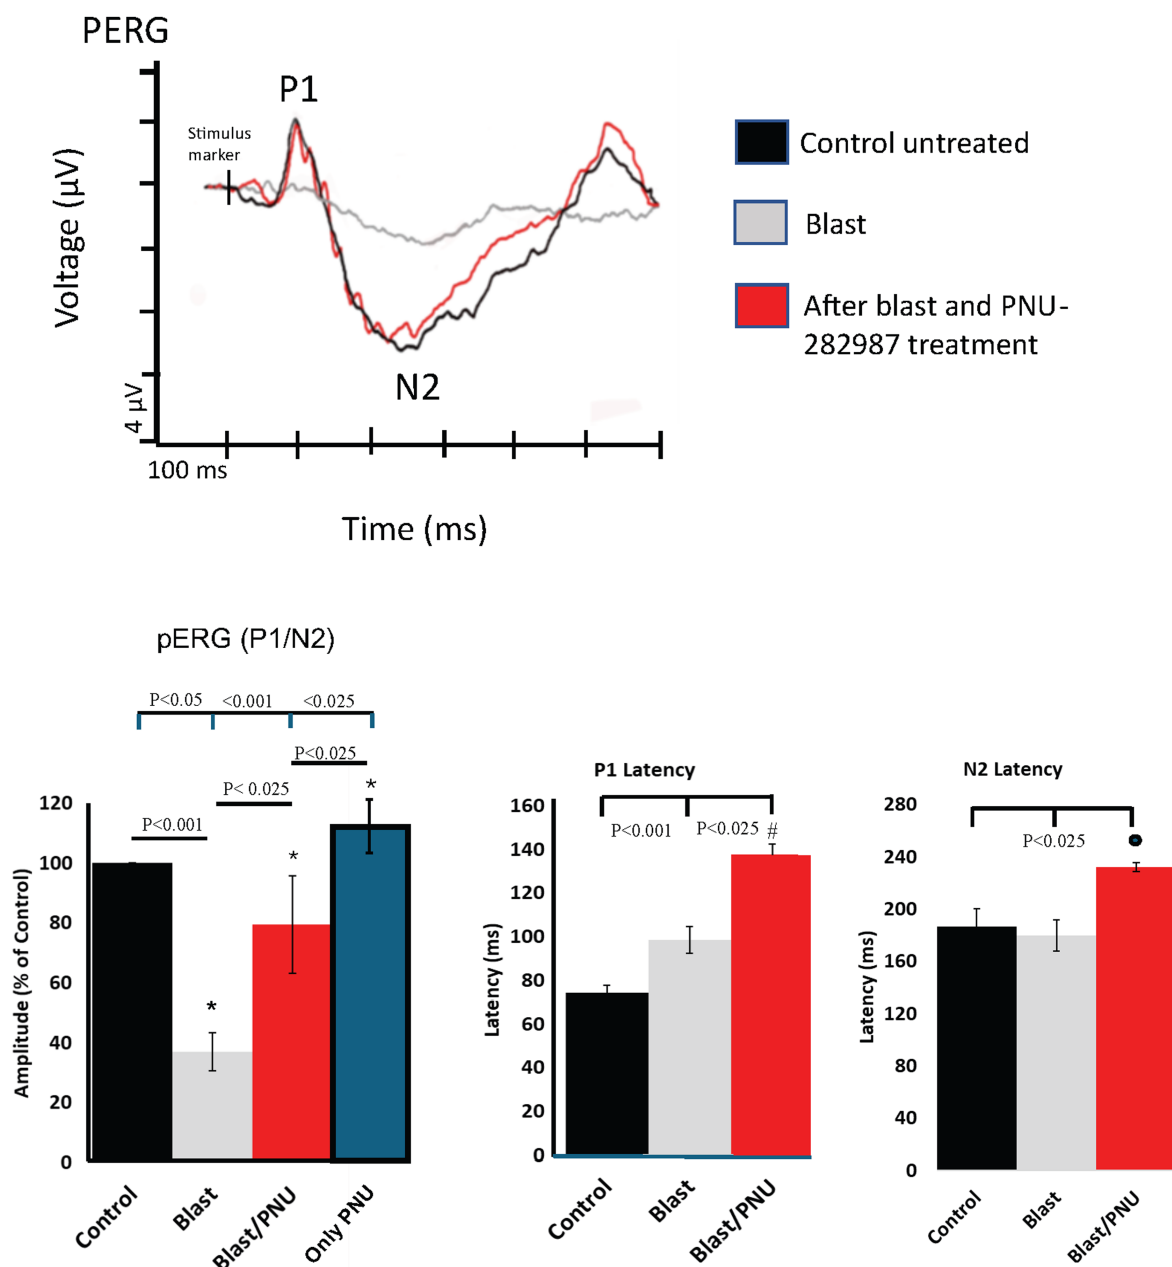 PERG
P1
Stimulus
marker
Voltage (µV)
N2
4 µV
100 ms
Time (ms)
Control untreated
Blast
After blast and PNU-
282987 treatment
pERG (P1/N2)
P<0.05 <0.001 <0.025
P<0.025
P< 0.025
P<0.001
*
*
*
120
100
80
60
40
20
0
Amplitude (% of Control)
Control
Blast
Blast/PNU
Only PNU
P1 Latency
P<0.001
P<0.025
#
160
140
120
100
80
60
40
20
0
Latency (ms)
Control
Blast
Blast/PNU
N2 Latency
P<0.025
280
240
200
160
120
80
40
0
Latency (ms)
Control
Blast
Blast/PNU